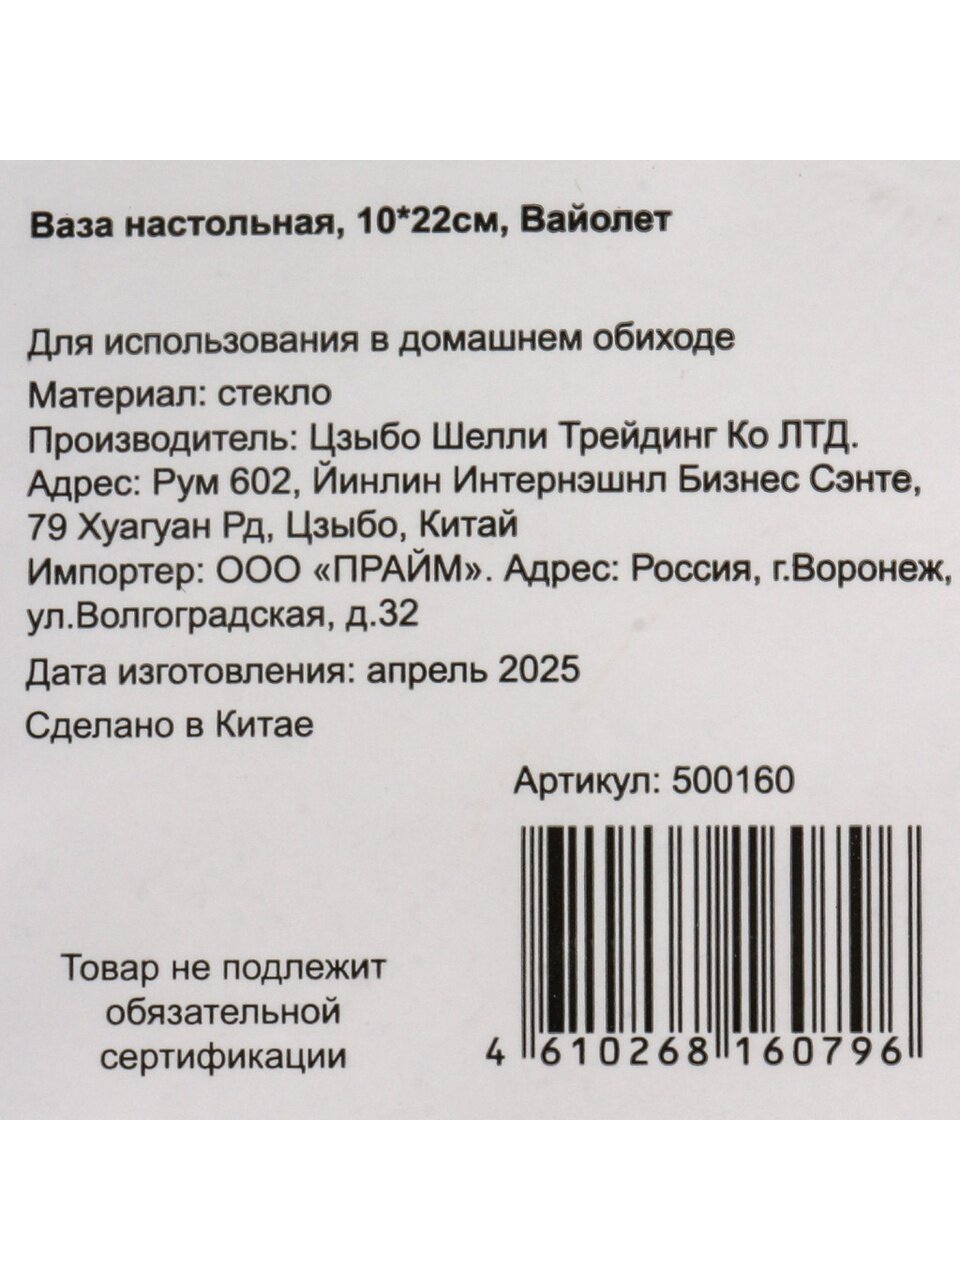 Ваза настольная, 10*22см, Вайолет
Для использования в домашнем обиходе
Материал: стекло
Производитель: Цзыбо Шелли Трейдинг Ко ЛТД.
Адрес: Рум 602, Йинлин Интернэшнл Бизнес Сэнте,
79 Хуагуан Рд, Цзыбо, Китай
Импортер: ООО «ПРАЙМ». Адрес: Россия, г.Воронеж,
ул.Волгоградская, д.32
Дата изготовления: апрель 2025
Сделано в Китае
Артикул: 500160
Товар не подлежит
обязательной
сертификации
4 610268 160796